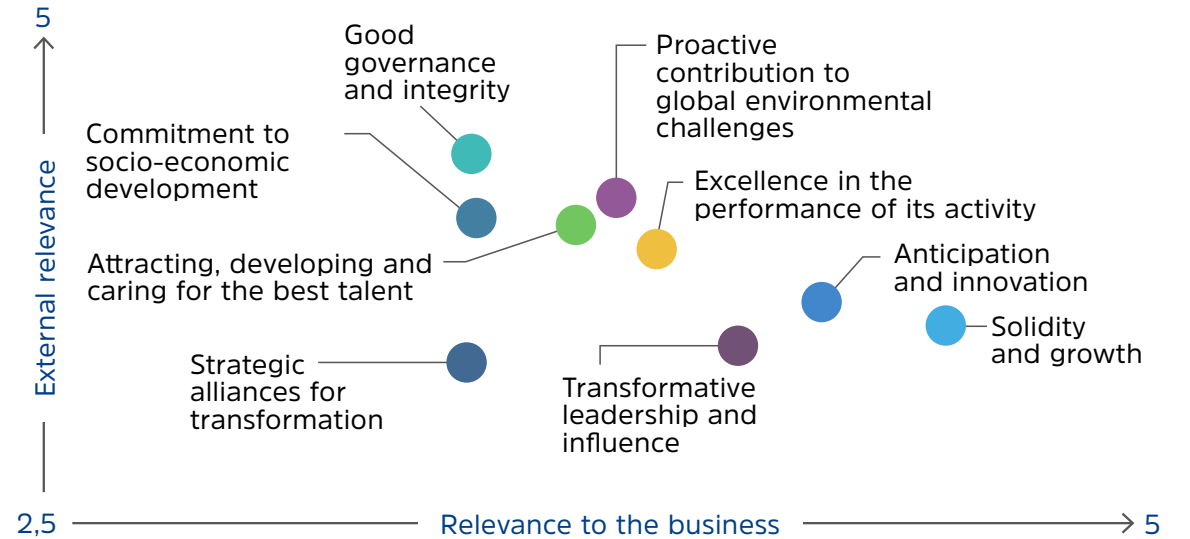 5
Good
governance
and integrity
Proactive
contribution to
global environmental
challenges
Commitment to
socio-economic
development
Excellence in the
performance of its activity
Attracting, developing and
caring for the best talent
Anticipation
and innovation
Solidity
and growth
Strategic
alliances for
transformation
Transformative
leadership and
influence
External relevance
2,5
Relevance to the business
5